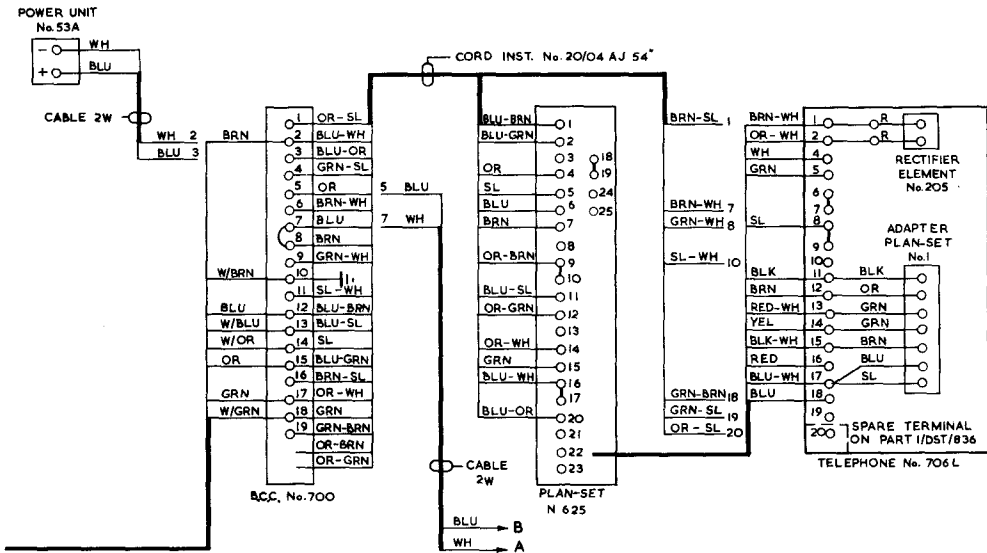 POWER UNIT
No. 53A
- WH
+ BLU
CABLE 2W
WH 2
BLU 3
CORD INST. No. 20/04 AJ 54"
BRN
W/BRN
BLU
W/BLU
W/OR
OR
GRN
W/GRN
1 OR-SL
2 BLU-WH
3 BLU-OR
4 GRN-SL
5 OR
6 BRN-WH
7 BLU
8 BRN
9 GRN-WH
10
11 SL-WH
12 BLU-BRN
13 BLU-SL
14 SL
15 BLU-GRN
16 BRN-SL
17 OR-WH
18 GRN
19 GRN-BRN
OR-BRN
OR-GRN
B.C.C. No. 700
5 BLU
7 WH
CABLE
2W
BLU B
WH A
BLU-BRN 1
BLU-GRN 2
3
OR 4
SL 5
BLU 6
BRN 7
8
OR-BRN 9
10
BLU-SL 11
OR-GRN 12
13
OR-WH 14
GRN 15
BLU-WH 16
17
BLU-OR 20
21
22
23
18
19
24
25
PLAN-SET
N 625
BRN-SL 1
BRN-WH 7
GRN-WH 8
SL-WH 10
GRN-BRN 18
GRN-SL 19
OR-SL 20
BRN-WH 1 R
OR-WH 2 R
WH 4
GRN 5
6
7
SL 8
9
10
BLK 11 BLK
BRN 12 OR
RED-WH 13 GRN
YEL 14 GRN
BLK-WH 15 BRN
RED 16 BLU
BLU-WH 17 SL
BLU 18
19
20
RECTIFIER
ELEMENT
No. 205
ADAPTER
PLAN-SET
No. 1
SPARE TERMINAL
ON PART 1/DST/836
TELEPHONE No. 706 L